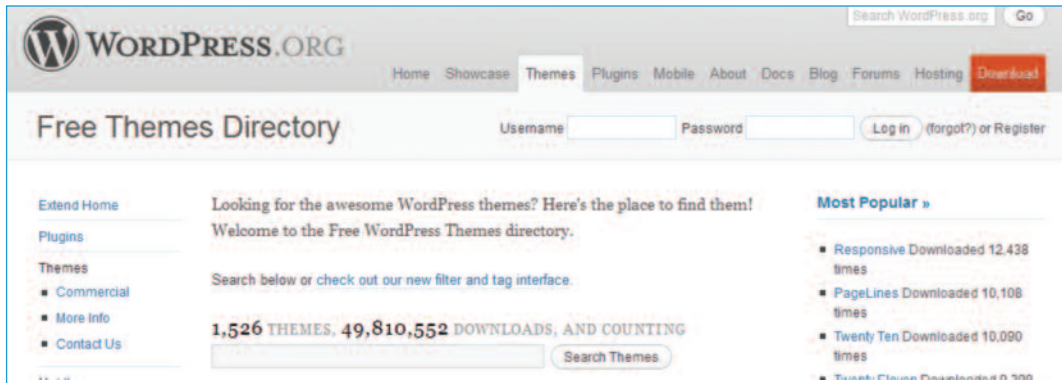 Search WordPress.org Go
WORDPRESS.ORG
Home Showcase Themes Plugins Mobile About Docs Blog Forums Hosting Download
Free Themes Directory
Username Password Log in (forgot?) or Register
Extend Home
Plugins
Themes
Commercial
More Info
Contact Us
Looking for the awesome WordPress themes? Here's the place to find them!
Welcome to the Free WordPress Themes directory.
Search below or check out our new filter and tag interface.
1,526 THEMES, 49,810,552 DOWNLOADS, AND COUNTING
Search Themes
Most Popular »
Responsive Downloaded 12,438
times
PageLines Downloaded 10,108
times
Twenty Ten Downloaded 10,090
times
Twenty Eleven Downloaded